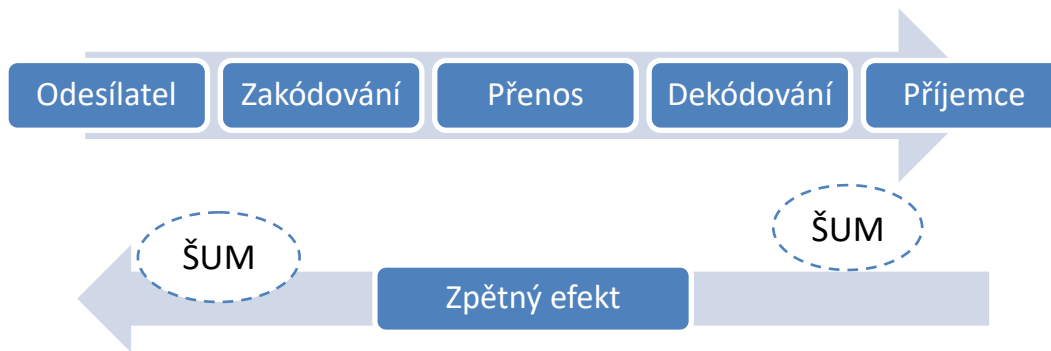 Odesílatel
Zakódování
Přenos
Dekódování
Příjemce
ŠUM
ŠUM
Zpětný efekt